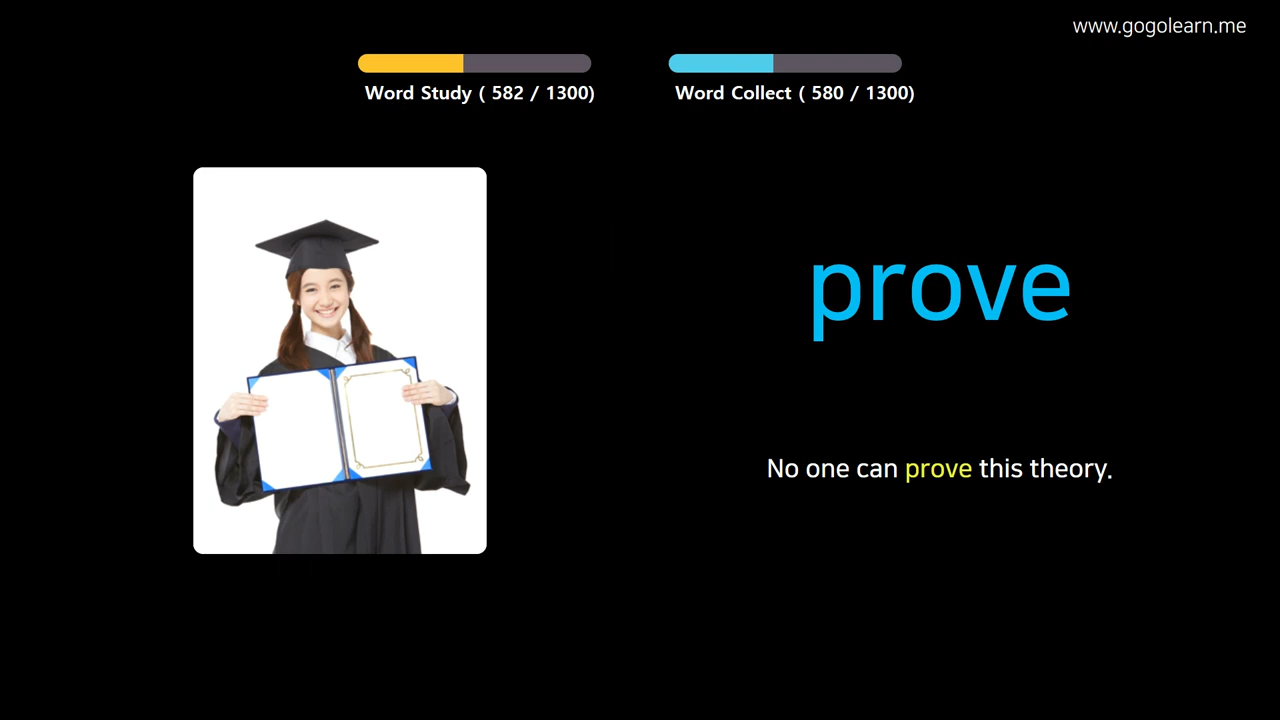 www.gogolearn.me
Word Study ( 582 / 1300)
Word Collect ( 580 / 1300)
prove
No one can prove this theory.